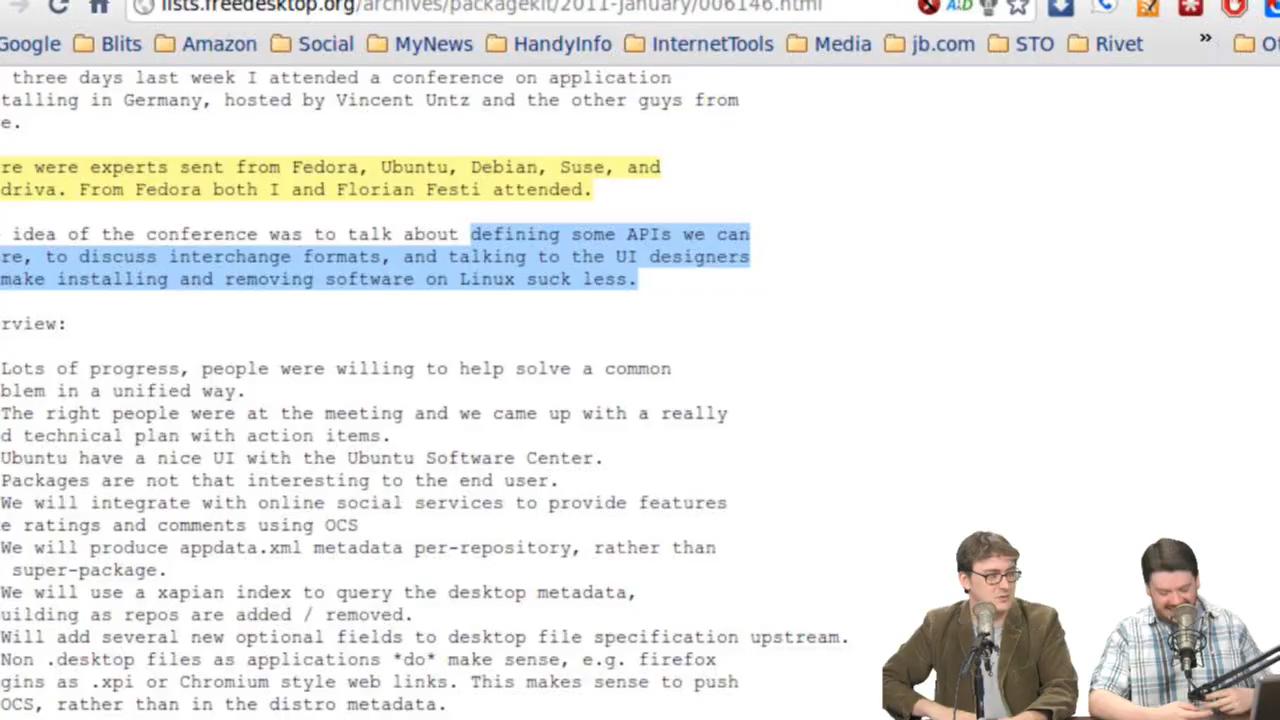 lists.freedesktop.org/archives/packagekit/2011-january/006146.html
Google Blits Amazon Social MyNews HandyInfo InternetTools Media jb.com STO Rivet » Ot
three days last week I attended a conference on application
talling in Germany, hosted by Vincent Untz and the other guys from
e.
re were experts sent from Fedora, Ubuntu, Debian, Suse, and
driva. From Fedora both I and Florian Festi attended.
idea of the conference was to talk about defining some APIs we can
re, to discuss interchange formats, and talking to the UI designers
make installing and removing software on Linux suck less.
rview:
Lots of progress, people were willing to help solve a common
blem in a unified way.
The right people were at the meeting and we came up with a really
d technical plan with action items.
Ubuntu have a nice UI with the Ubuntu Software Center.
Packages are not that interesting to the end user.
We will integrate with online social services to provide features
e ratings and comments using OCS
We will produce appdata.xml metadata per-repository, rather than
super-package.
We will use a xapian index to query the desktop metadata,
uilding as repos are added / removed.
Will add several new optional fields to desktop file specification upstream.
Non .desktop files as applications *do* make sense, e.g. firefox
gins as .xpi or Chromium style web links. This makes sense to push
OCS, rather than in the distro metadata.